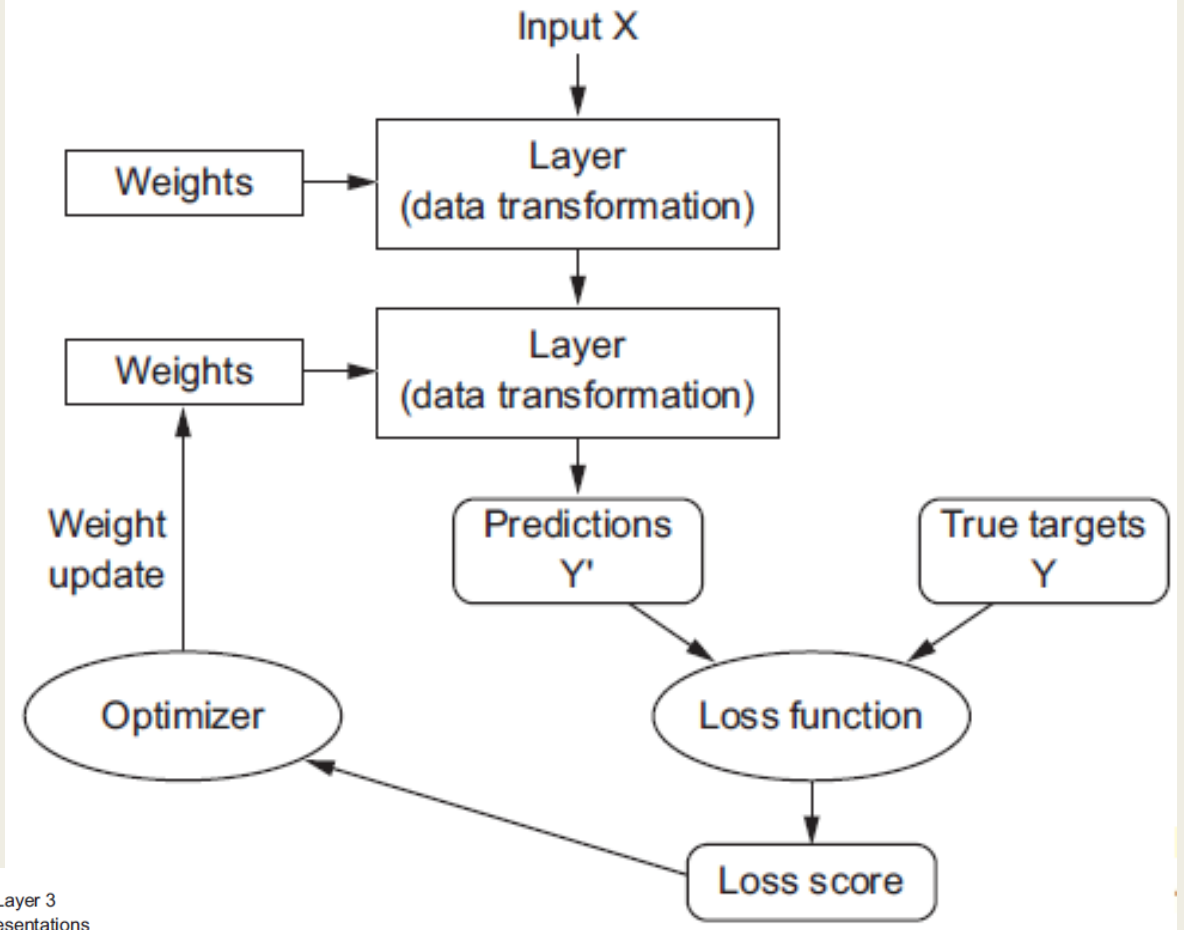 Input X
Weights
Layer
(data transformation)
Weights
Layer
(data transformation)
Weight
update
Predictions
Y'
True targets
Y
Optimizer
Loss function
Loss score
Layer 3